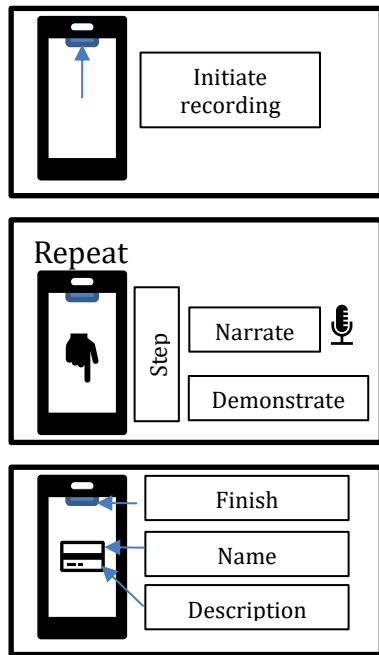 Initiate
recording
Repeat
Step
Narrate
Demonstrate
Finish
Name
Description